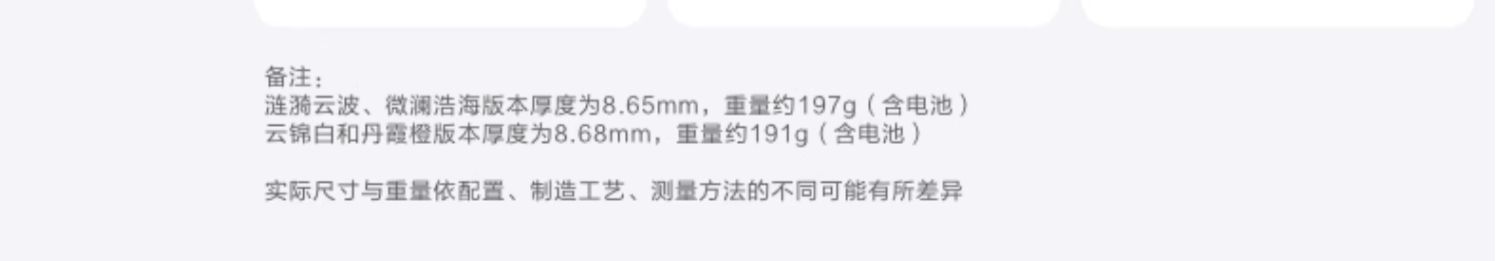 备注：
涟漪云波、微澜浩海版本厚度为8.65mm，重量约197g（含电池）
云锦白和丹霞橙版本厚度为8.68mm，重量约191g（含电池）
实际尺寸与重量依配置、制造工艺、测量方法的不同可能有所差异